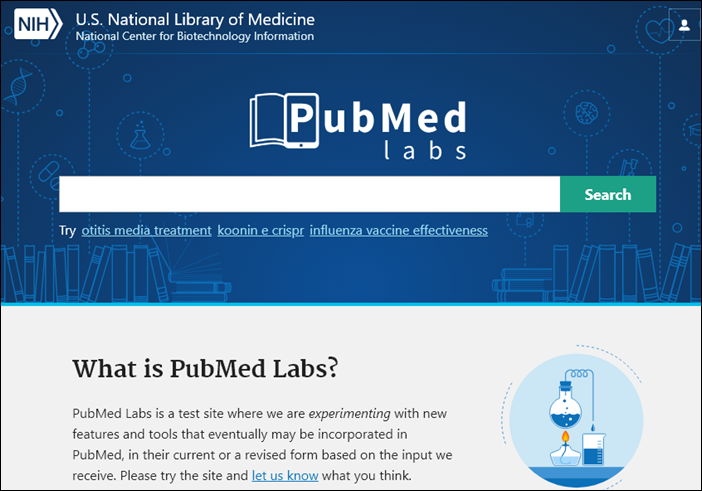 NIH
U.S. National Library of Medicine
National Center for Biotechnology Information
PubMed
labs
Search
Try otitis media treatment koonin e crispr influenza vaccine effectiveness
What is PubMed Labs?
PubMed Labs is a test site where we are experimenting with new
features and tools that eventually may be incorporated in
PubMed, in their current or a revised form based on the input we
receive. Please try the site and let us know what you think.